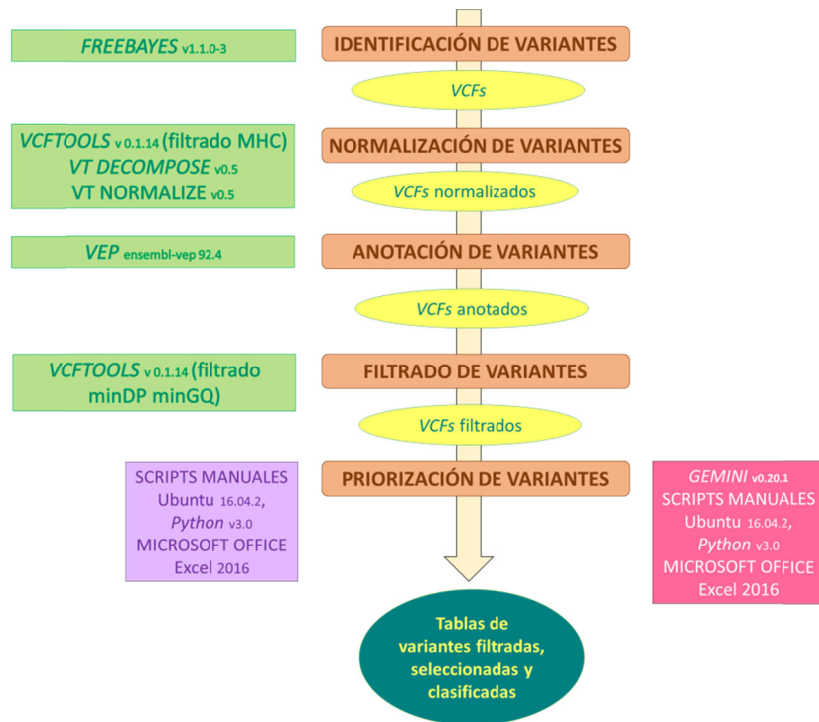 FREEBAYES v1.1.0-3
IDENTIFICACIÓN DE VARIANTES
VCFs
VCFTOOLS v 0.1.14 (filtrado MHC)
VT DECOMPOSE v0.5
VT NORMALIZE v0.5
NORMALIZACIÓN DE VARIANTES
VCFs normalizados
VEP ensembl-vep 92.4
ANOTACIÓN DE VARIANTES
VCFs anotados
VCFTOOLS v 0.1.14 (filtrado
minDP minGQ)
FILTRADO DE VARIANTES
VCFs filtrados
SCRIPTS MANUALES
Ubuntu 16.04.2,
Python v3.0
MICROSOFT OFFICE
Excel 2016
PRIORIZACIÓN DE VARIANTES
GEMINI v0.20.1
SCRIPTS MANUALES
Ubuntu 16.04.2,
Python v3.0
MICROSOFT OFFICE
Excel 2016
Tablas de
variantes filtradas,
seleccionadas y
clasificadas